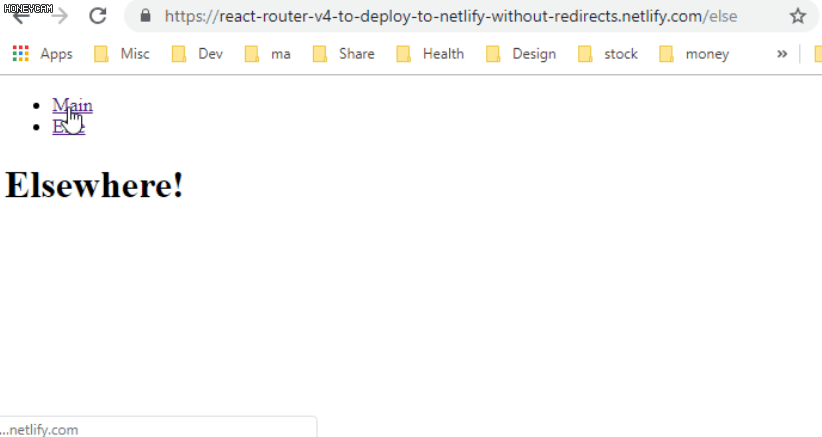 HONEYCAM
https://react-router-v4-to-deploy-to-netlify-without-redirects.netlify.com/else
Apps Misc Dev ma Share Health Design stock money »
Main
Elsewhere!
...netlify.com